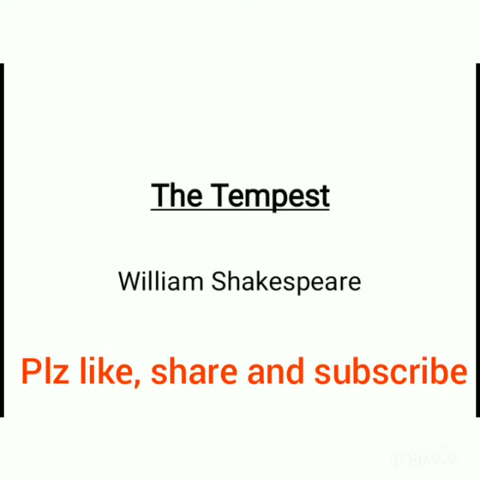 The Tempest
William Shakespeare
Plz like, share and subscribe